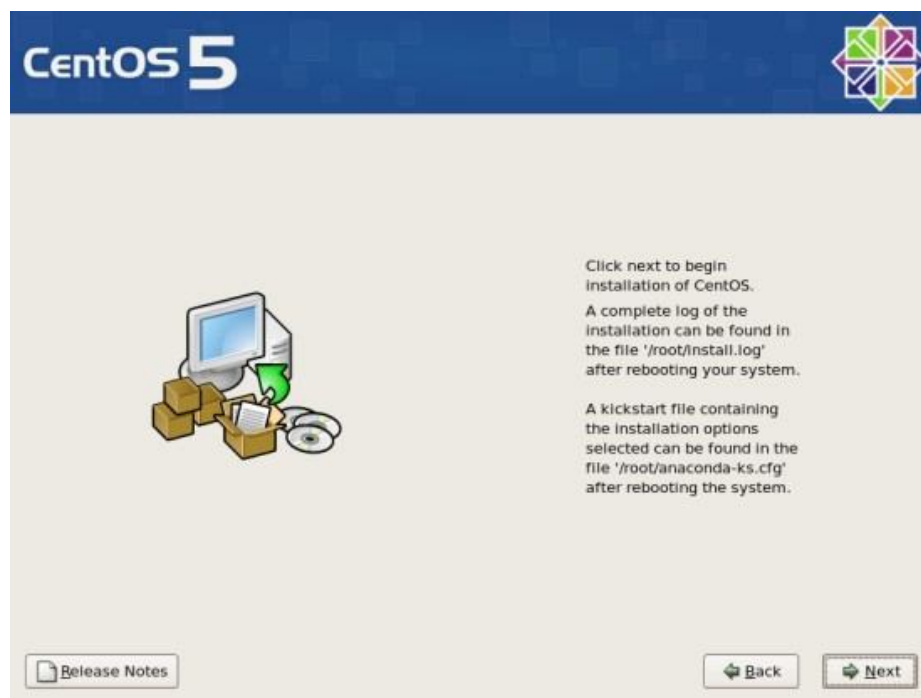 CentOS 5
Click next to begin
installation of CentOS.
A complete log of the
installation can be found in
the file '/root/install.log'
after rebooting your system.
A kickstart file containing
the installation options
selected can be found in the
file '/root/anaconda-ks.cfg'
after rebooting the system.
Release Notes
Back
Next